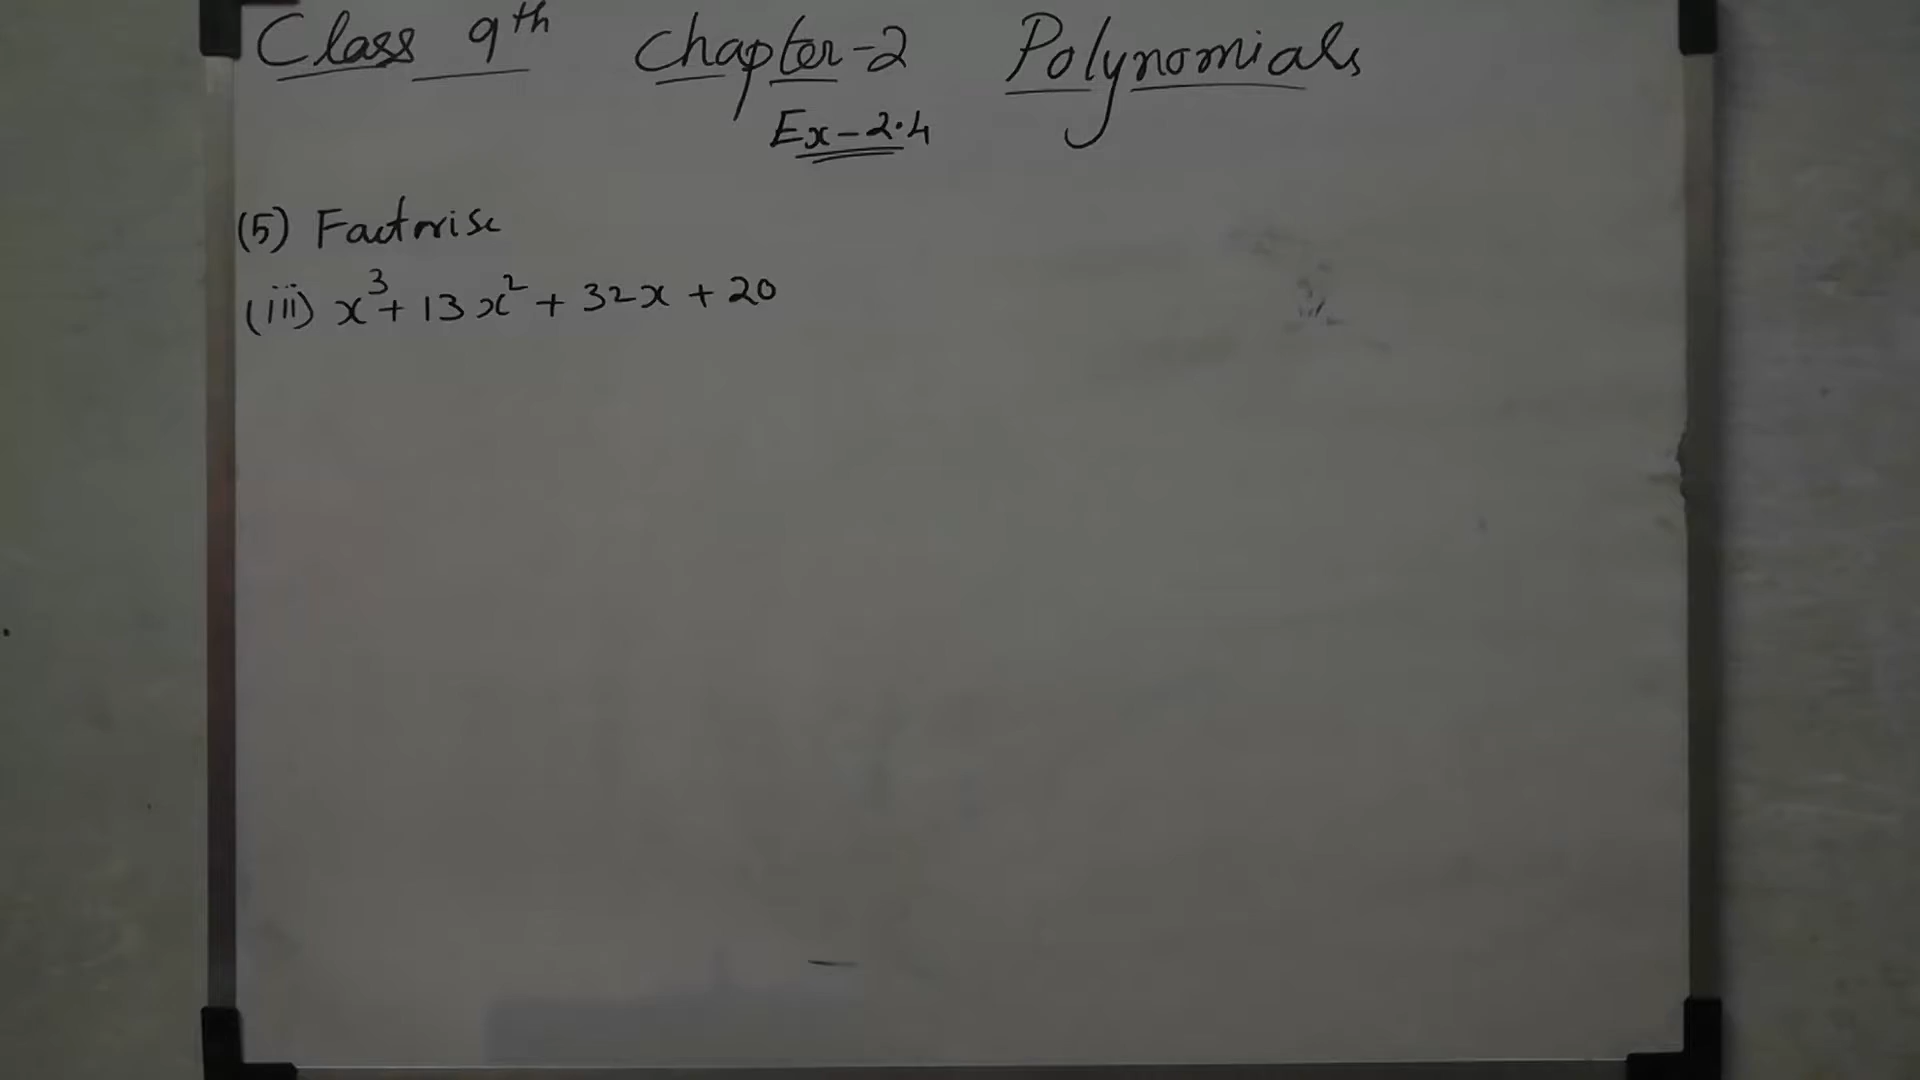 Class 9th Chapter-2 Polynomials
Ex-2.4
(5) Factorise
(iii) x³+ 13x² + 32x + 20